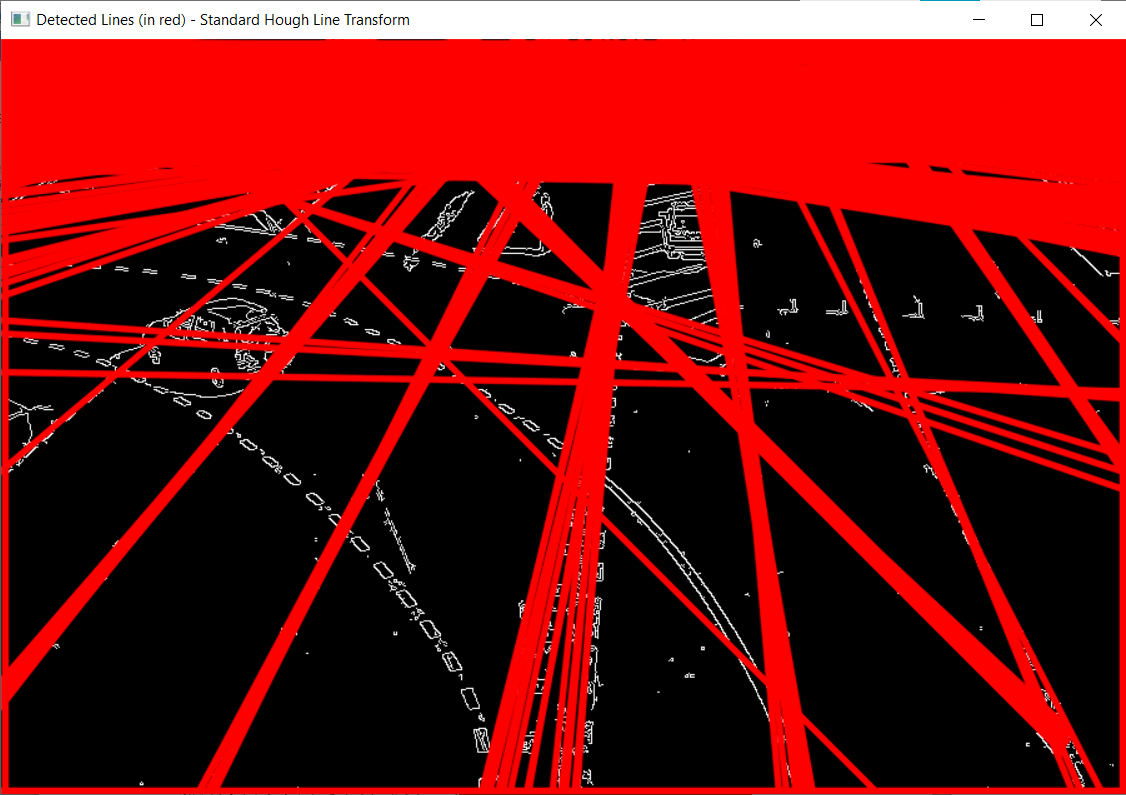 Detected Lines (in red) - Standard Hough Line Transform